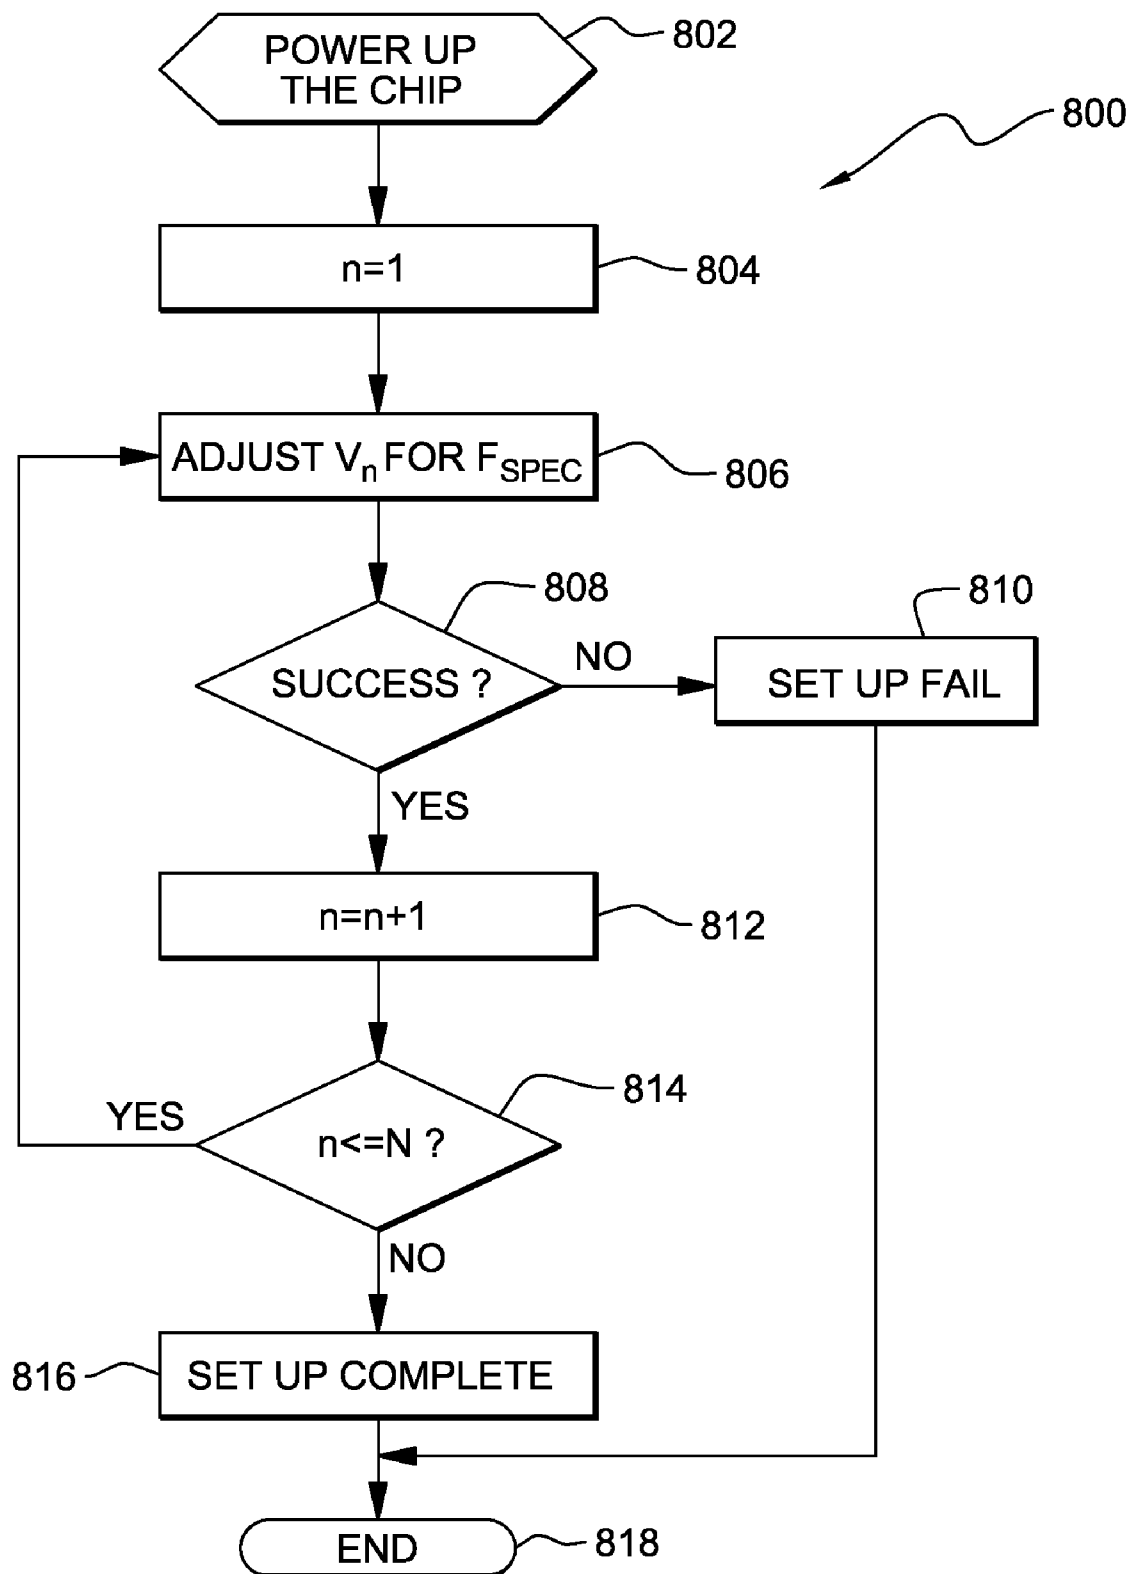 POWER UP
THE CHIP
802
800
n=1
804
ADJUST Vn FOR FSPEC
806
808
SUCCESS ?
NO
810
SET UP FAIL
YES
n=n+1
812
814
YES
n<=N ?
NO
816
SET UP COMPLETE
END
818